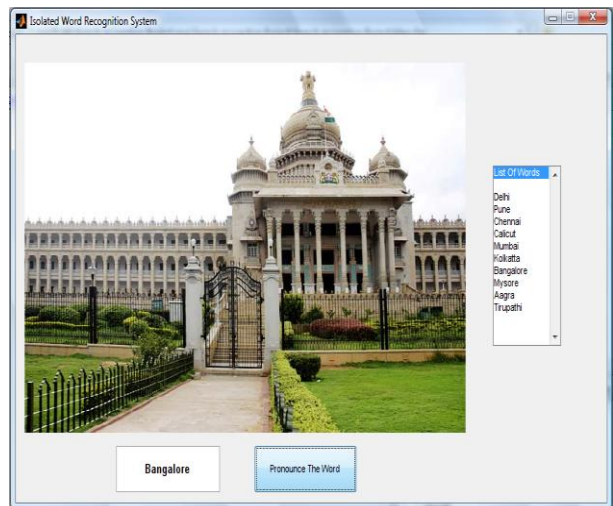 Isolated Word Recognition System
List Of Words
Delhi
Pune
Chennai
Calicut
Mumbai
Kolkatta
Bangalore
Mysore
Aagra
Tirupathi
Bangalore
Pronounce The Word